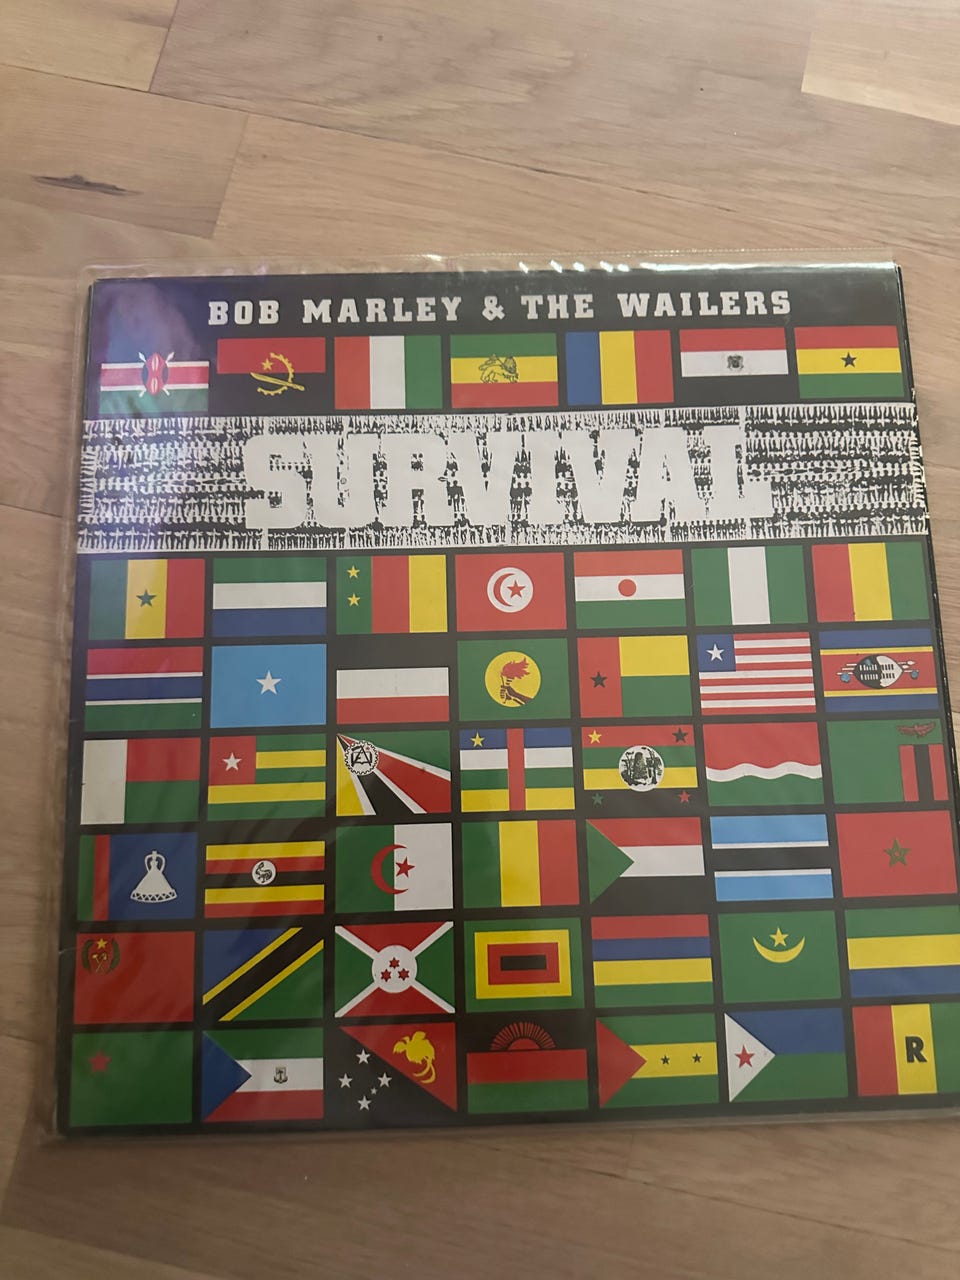 BOB MARLEY & THE WAILERS
SURVIVAL
R